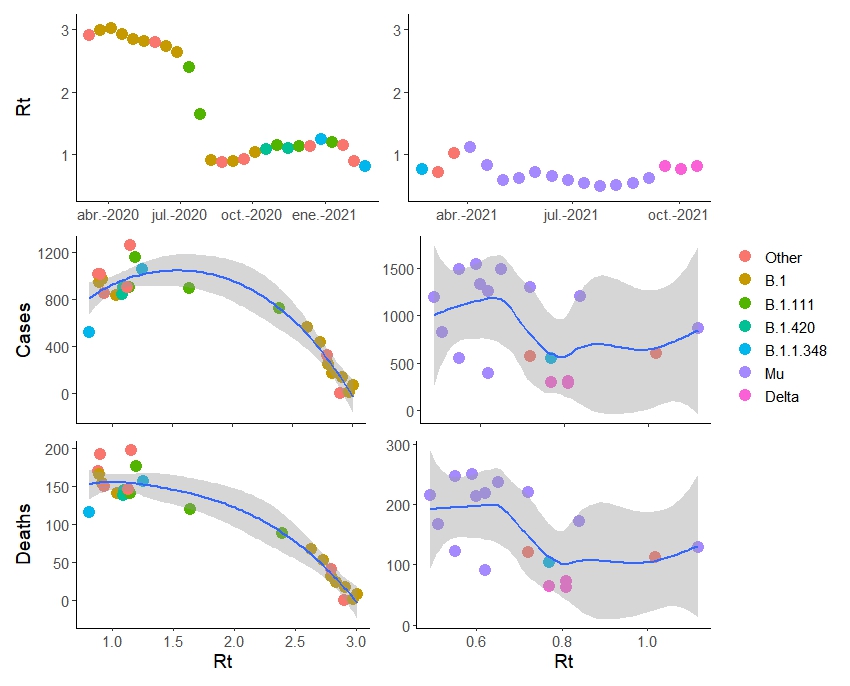 Rt
3
2
1
abr.-2020 jul.-2020 oct.-2020 ene.-2021
3
2
1
abr.-2021 jul.-2021 oct.-2021
Cases
1200
800
400
0
1500
1000
500
0
Deaths
200
150
100
50
0
1.0 1.5 2.0 2.5 3.0
Rt
300
200
100
0
0.6 0.8 1.0
Rt
Other
B.1
B.1.111
B.1.420
B.1.1.348
Mu
Delta